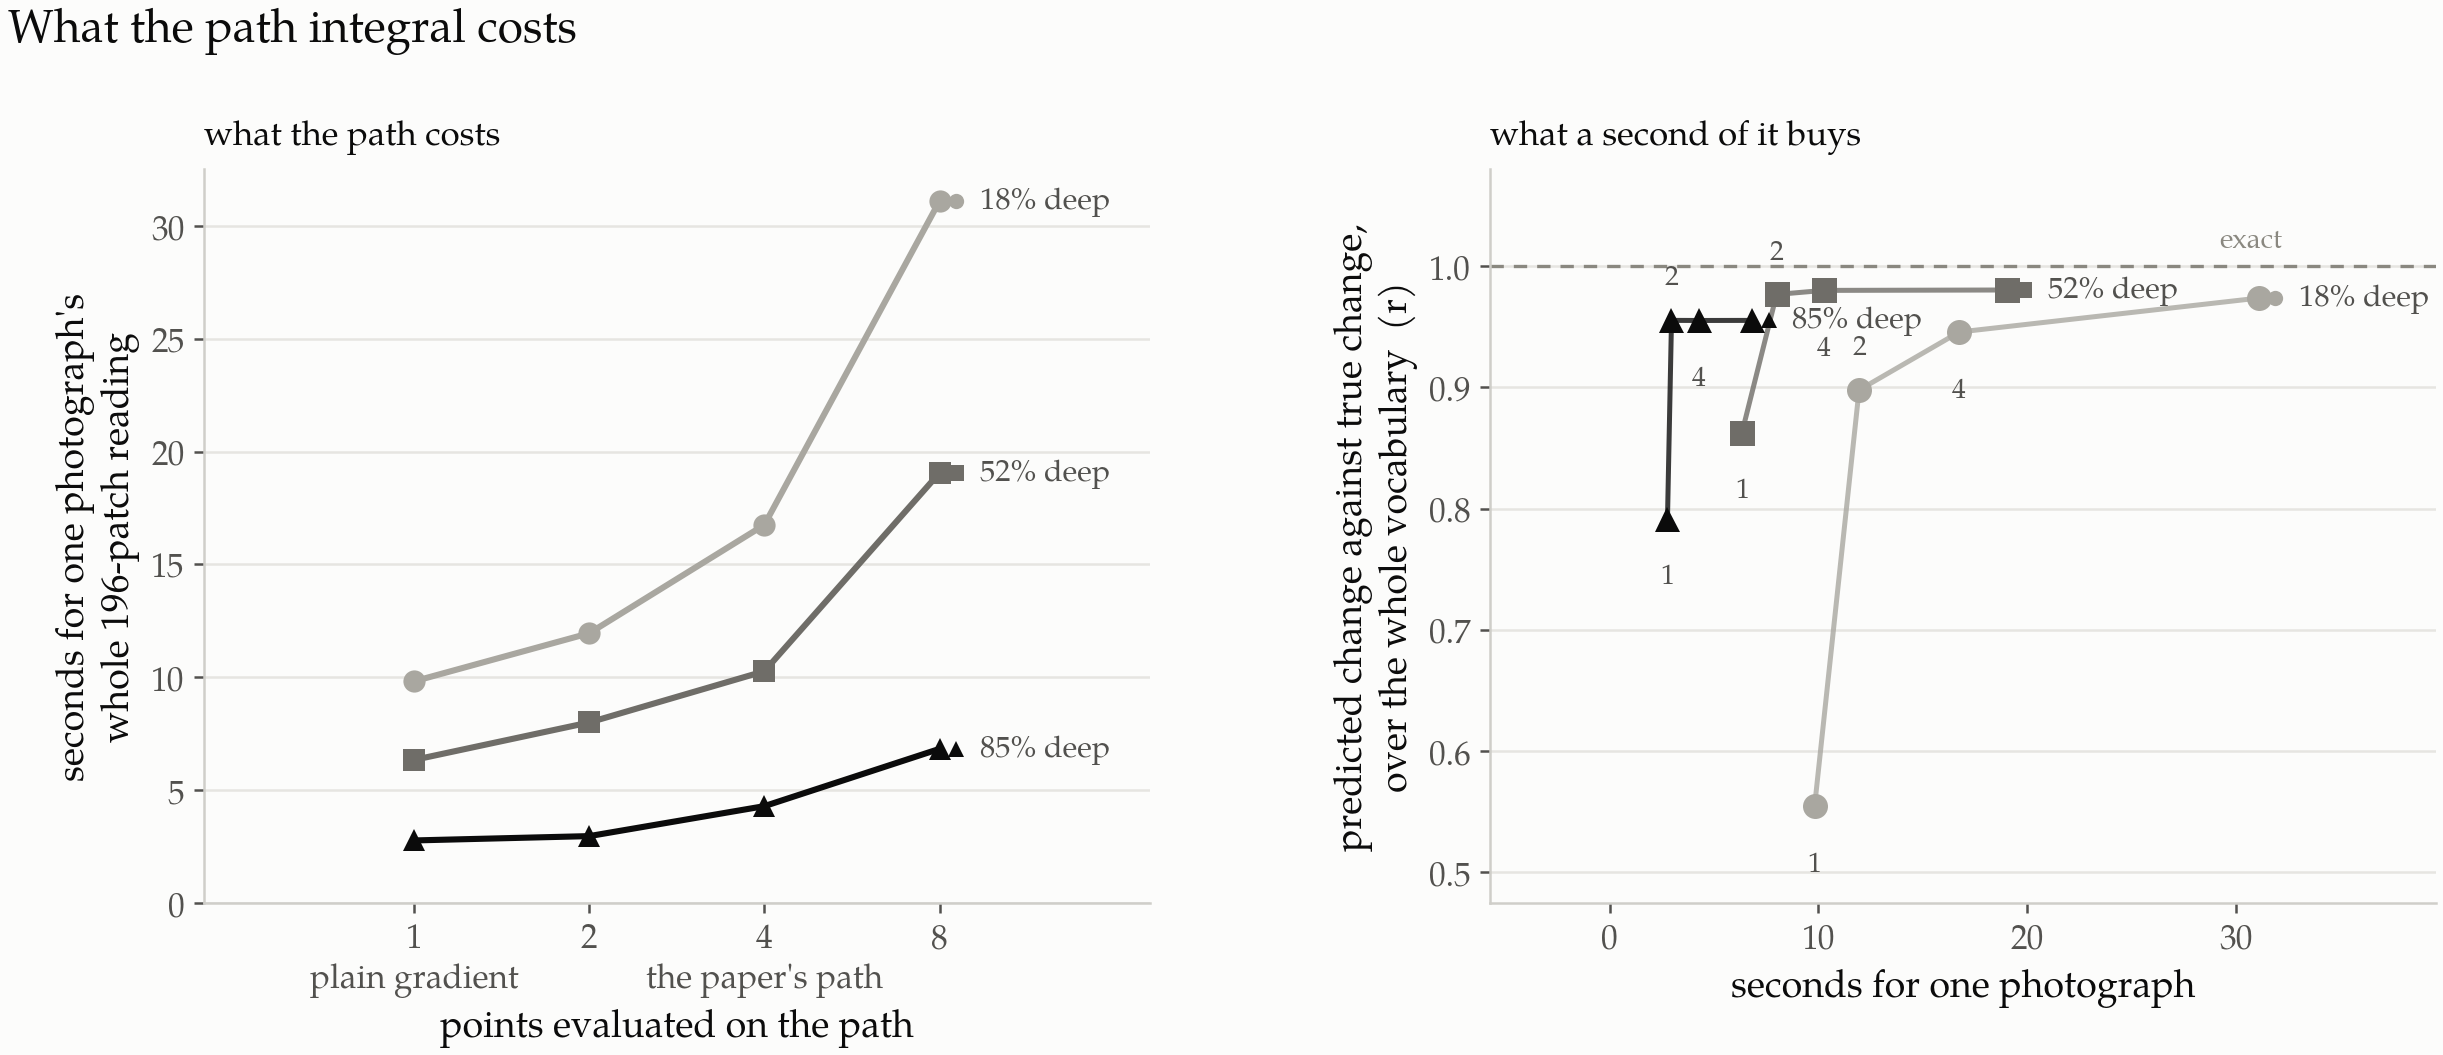 What the path integral costs
what the path costs
seconds for one photograph's
whole 196-patch reading
30
25
20
15
10
5
0
18% deep
52% deep
85% deep
1
2
4
8
plain gradient
the paper's path
points evaluated on the path
what a second of it buys
predicted change against true change,
over the whole vocabulary (r)
1.0
0.9
0.8
0.7
0.6
0.5
exact
2
2
52% deep
18% deep
85% deep
4
2
4
4
1
1
1
0
10
20
30
seconds for one photograph